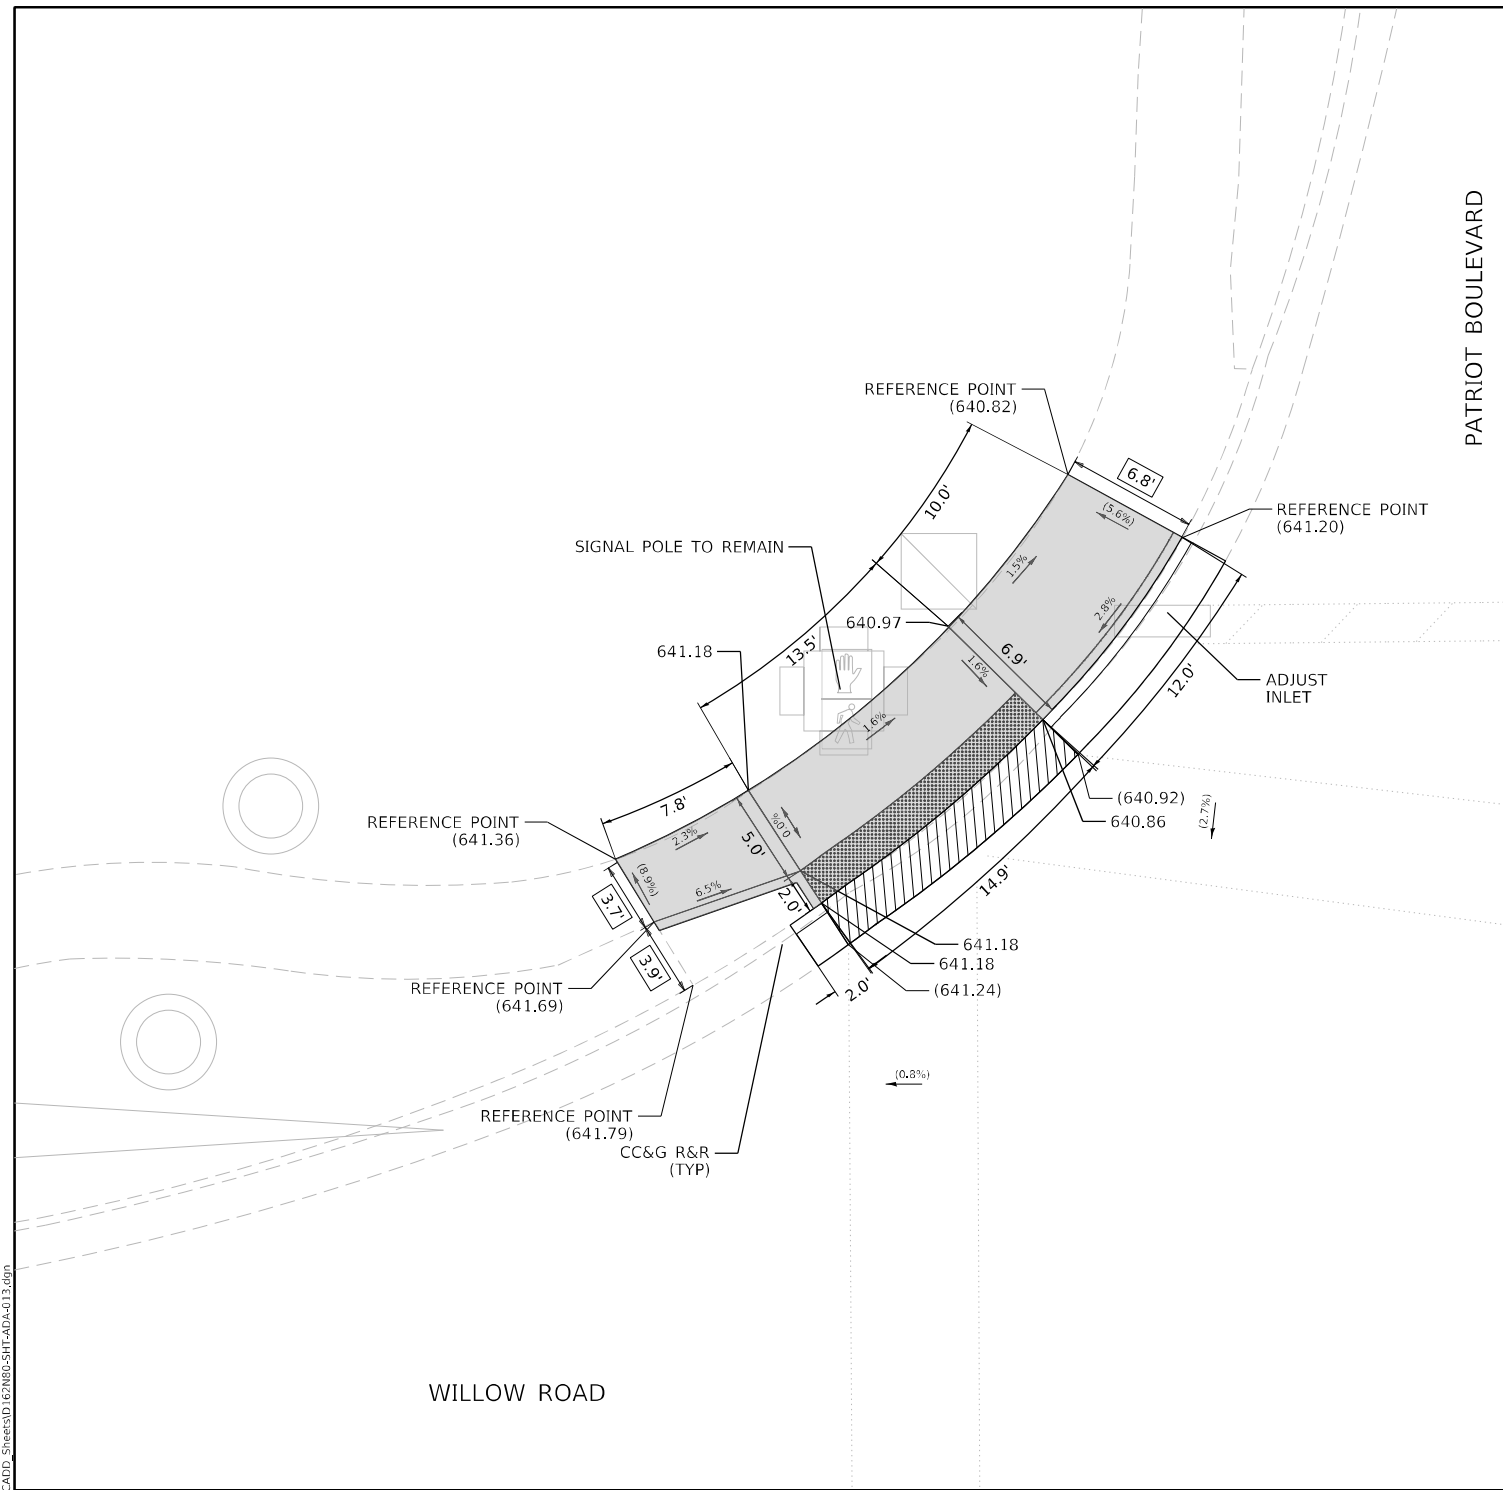 PATRIOT BOULEVARD
REFERENCE POINT
(640.82)
6.8'
(5.6%)
REFERENCE POINT
(641.20)
10.0'
SIGNAL POLE TO REMAIN
1.5%
2.8%
640.97
13.5'
6.9'
641.18
1.6%
12.0'
ADJUST
INLET
1.6%
(640.92)
640.86
(2.7%)
7.8'
0.0%
REFERENCE POINT
(641.36)
2.3%
5.0'
(8.9%)
6.5%
14.9'
3.7'
2.0'
641.18
641.18
3.9'
(641.24)
2.0'
REFERENCE POINT
(641.69)
(0.8%)
REFERENCE POINT
(641.79)
CC&G R&R
(TYP)
WILLOW ROAD
CADD_Sheets\D162N80-SHT-ADA-013.dgn